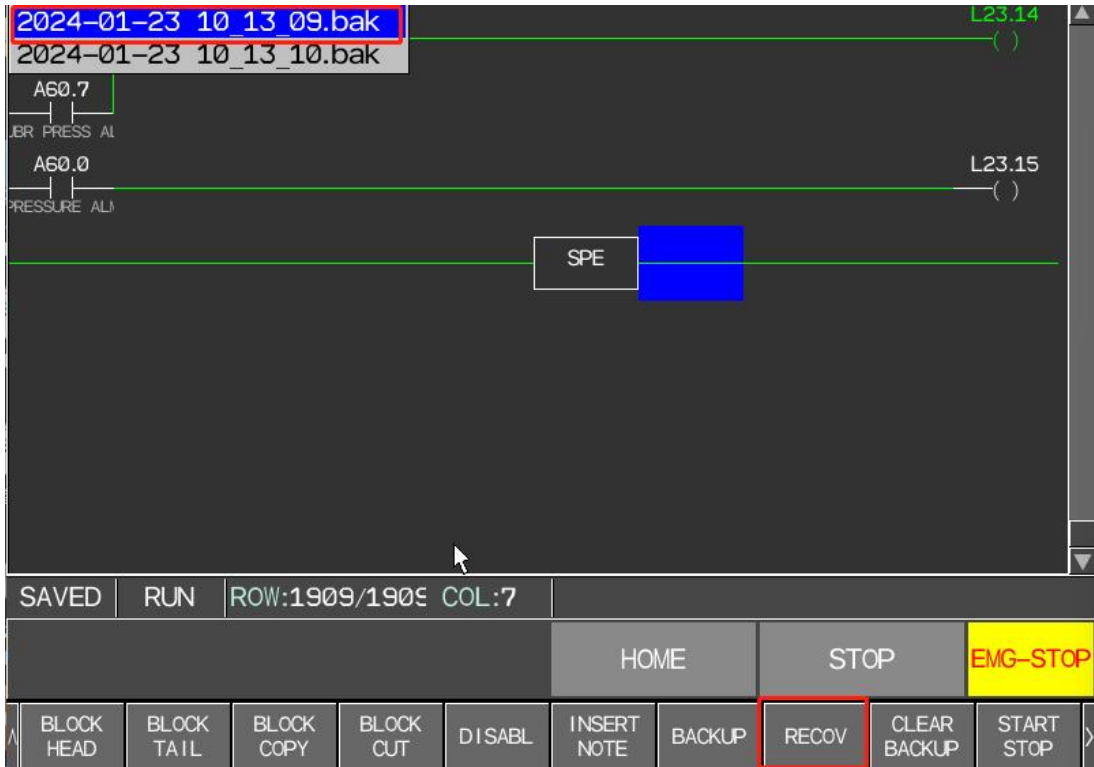 2024-01-23 10_13_09.bak
2024-01-23 10_13_10.bak
L23.14
( )
A60.7
JBR PRESS AL
A60.0
L23.15
( )
PRESSURE ALM
SPE
SAVED RUN ROW:1909/1909 COL:7
HOME STOP EMG-STOP
BLOCK HEAD
BLOCK TAIL
BLOCK COPY
BLOCK CUT
DISABL
INSERT NOTE
BACKUP
RECOV
CLEAR BACKUP
START STOP